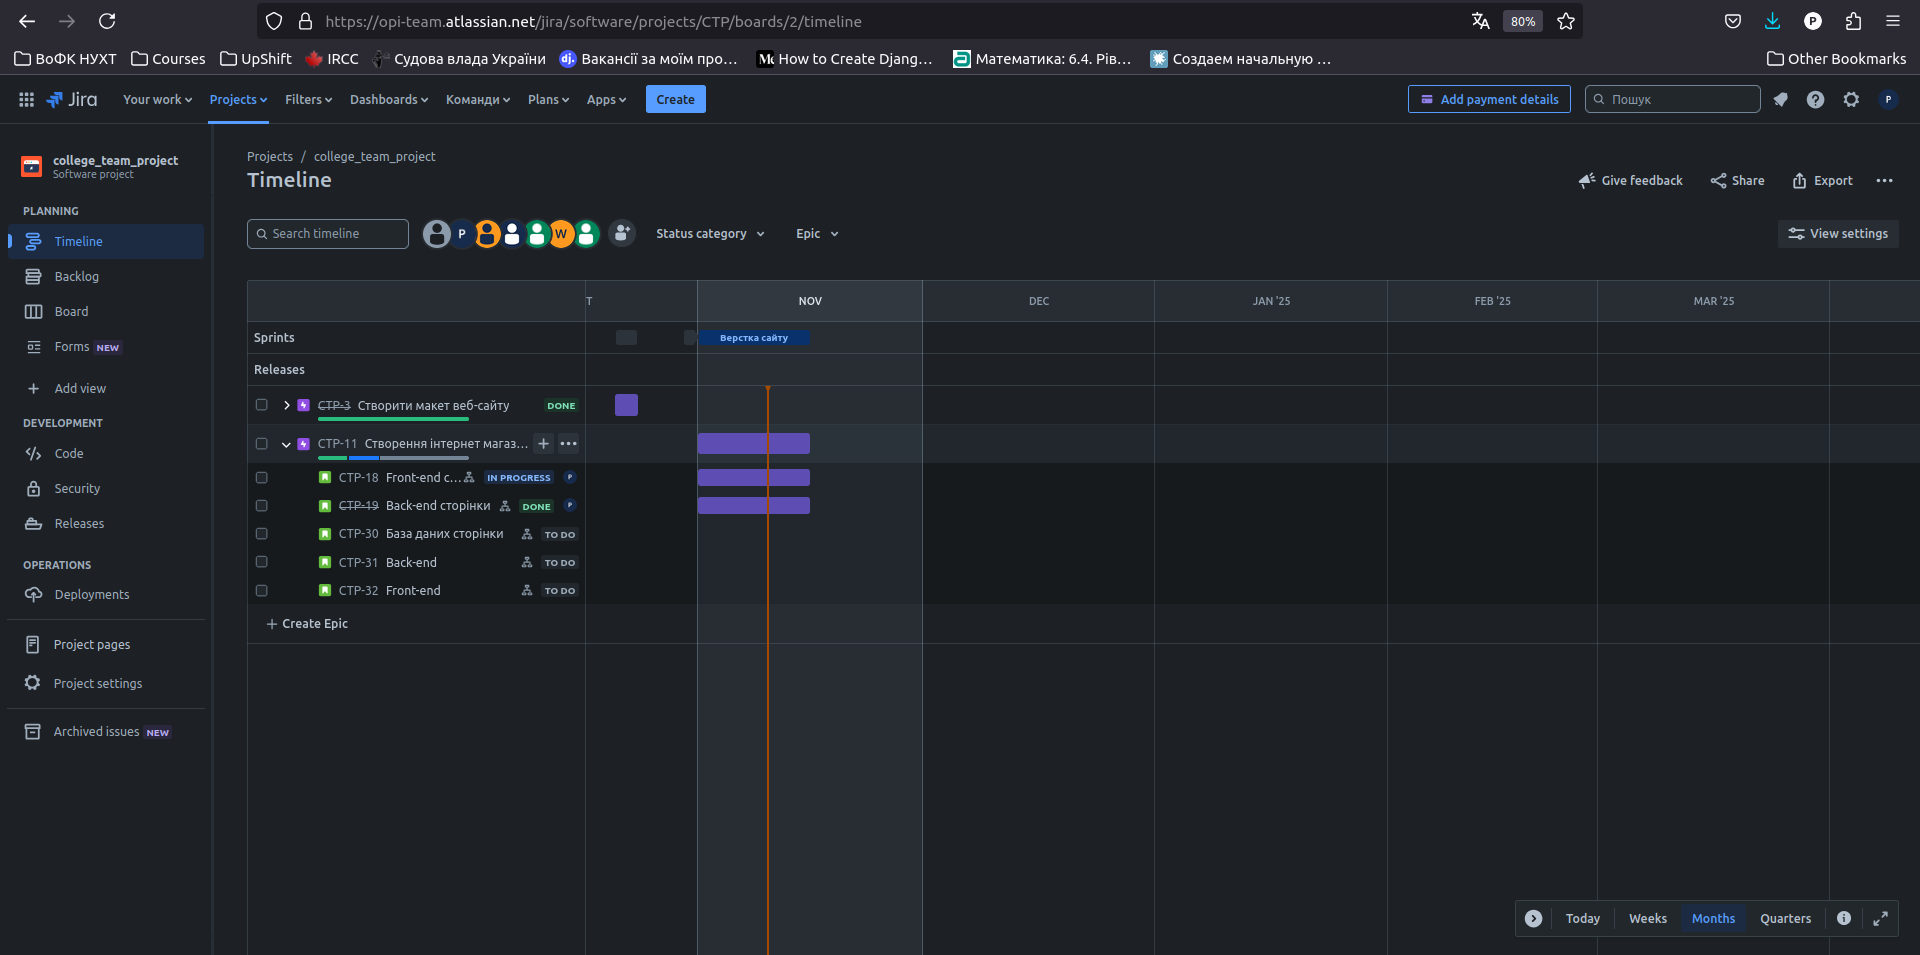 https://opi-team.atlassian.net/jira/software/projects/CTP/boards/2/timeline
80%
P
ВоФК НУХТ
Courses
UpShift
IRCC
Судова влада України
dj
Вакансії за моїм про…
How to Create Djang…
Математика: 6.4. Рів…
Создаем начальную …
Other Bookmarks
Jira
Your work
Projects
Filters
Dashboards
Команди
Plans
Apps
Create
Add payment details
Пошук
P
college_team_project
Software project
PLANNING
Timeline
Backlog
Board
Forms NEW
Add view
DEVELOPMENT
Code
Security
Releases
OPERATIONS
Deployments
Project pages
Project settings
Archived issues NEW
Projects / college_team_project
Timeline
Give feedback
Share
Export
Search timeline
P
W
Status category
Epic
View settings
T
NOV
DEC
JAN '25
FEB '25
MAR '25
Sprints
Верстка сайту
Releases
CTP-3 Створити макет веб-сайту DONE
CTP-11 Створення інтернет магаз…
CTP-18 Front-end с… IN PROGRESS P
CTP-19 Back-end сторінки DONE P
CTP-30 База даних сторінки TO DO
CTP-31 Back-end TO DO
CTP-32 Front-end TO DO
Create Epic
Today
Weeks
Months
Quarters